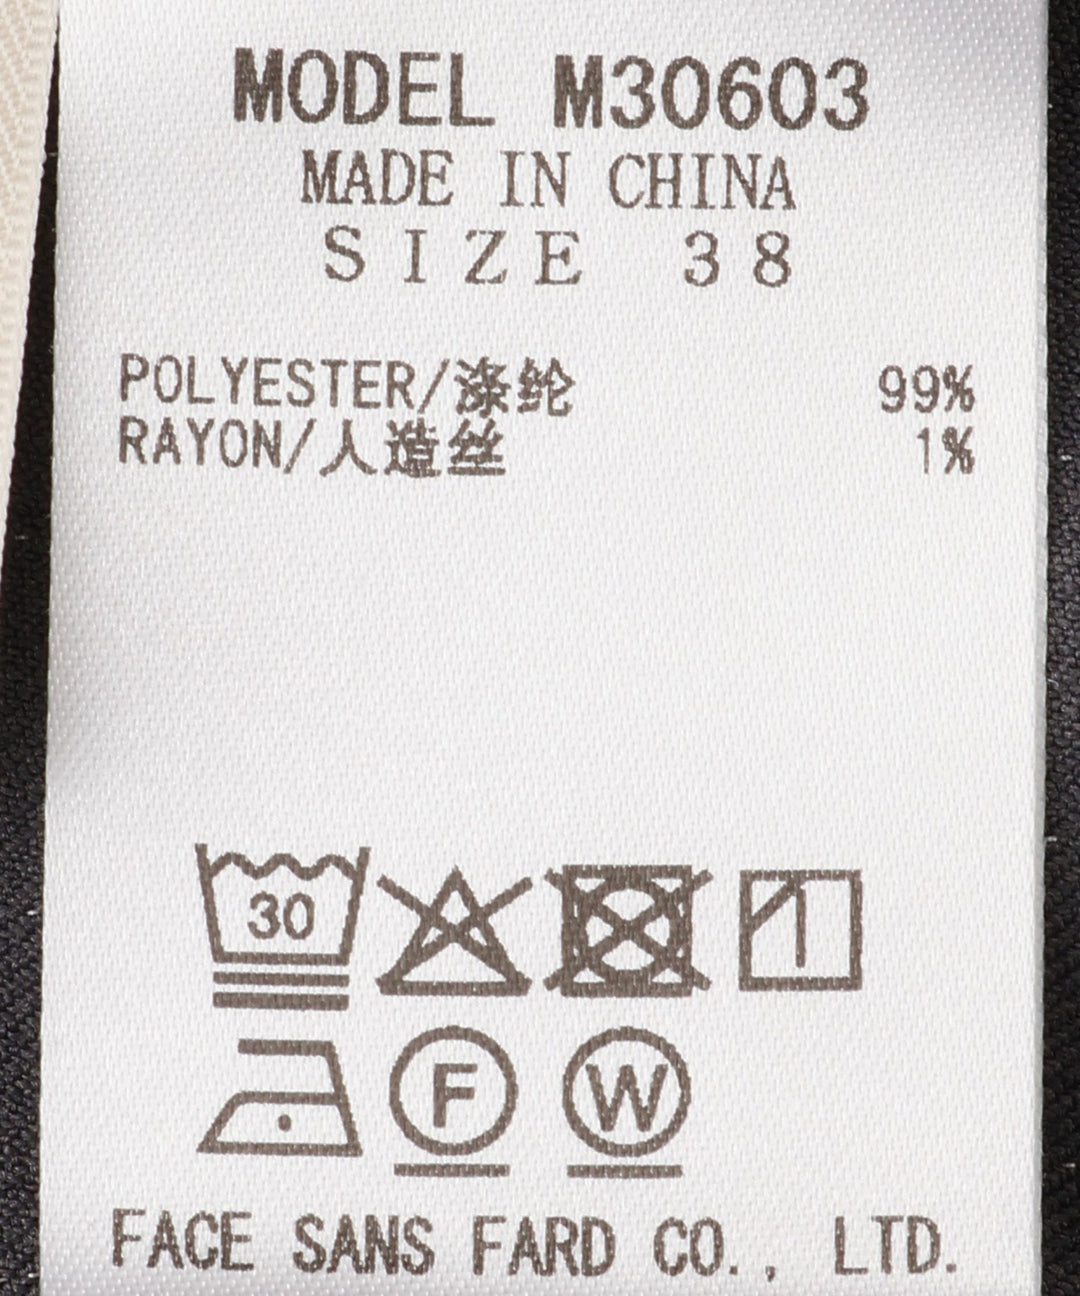 MODEL M30603
MADE IN CHINA
SIZE 38
POLYESTER/涤纶 99%
RAYON/人造丝 1%
30
F W
FACE SANS FARD CO., LTD.